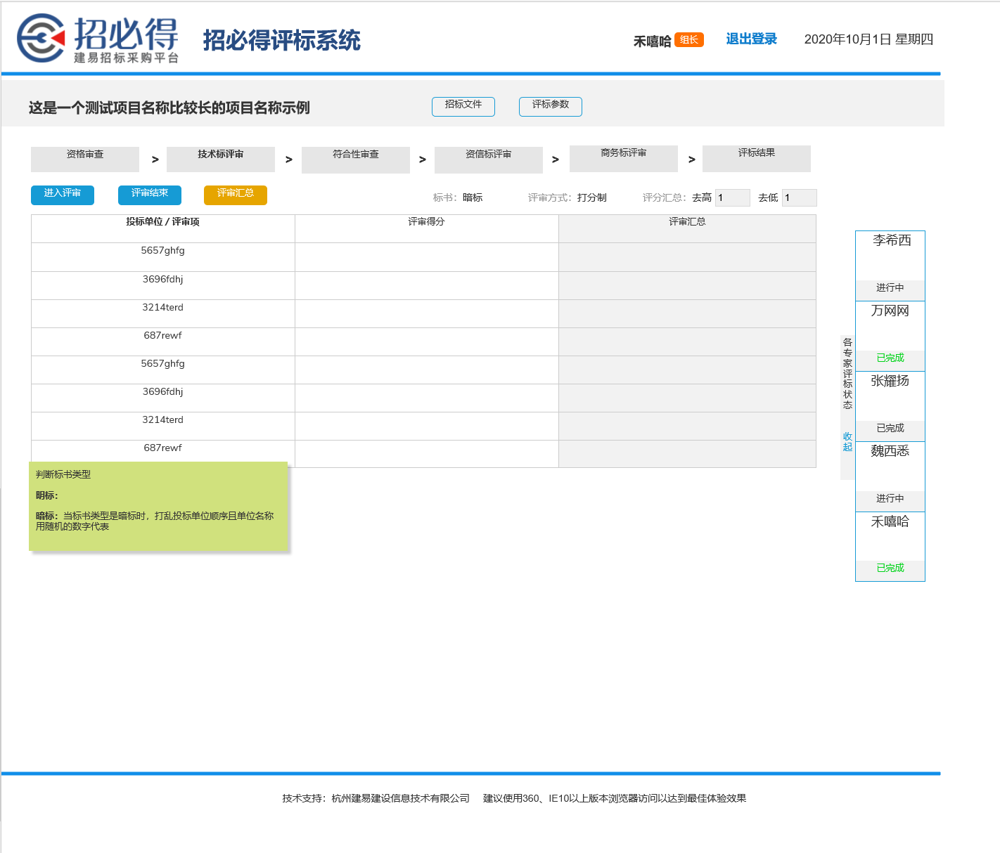 招必得
建易招标采购平台
招必得评标系统
禾嘻哈 组长 退出登录 2020年10月1日 星期四
这是一个测试项目名称比较长的项目名称示例 招标文件 评标参数
资格审查 > 技术标评审 > 符合性审查 > 资信标评审 > 商务标评审 > 评标结果
进入评审 评审结束 评审汇总 标书：暗标 评审方式：打分制 评分汇总：去高 1 去低 1
投标单位 / 评审项 评审得分 评审汇总
5657ghfg
3696fdhj
3214terd
687rewf
5657ghfg
3696fdhj
3214terd
687rewf
判断标书类型
明标：
暗标：当标书类型是暗标时，打乱投标单位顺序且单位名称
用随机的数字代表
各专家评标状态
收起
李希西
进行中
万网网
已完成
张耀扬
已完成
魏西悉
进行中
禾嘻哈
已完成
技术支持：杭州建易建设信息技术有限公司 建议使用360、IE10以上版本浏览器访问以达到最佳体验效果